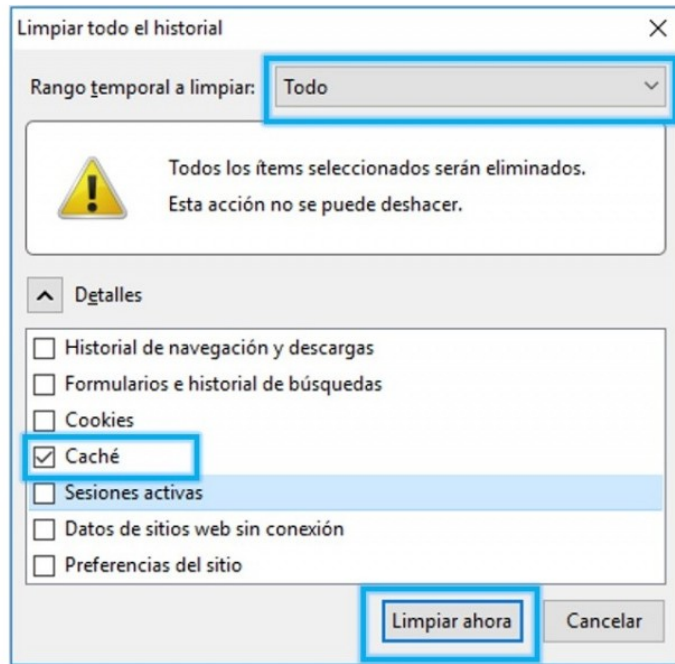 Limpiar todo el historial
Rango temporal a limpiar: Todo
Todos los ítems seleccionados serán eliminados.
Esta acción no se puede deshacer.
Detalles
Historial de navegación y descargas
Formularios e historial de búsquedas
Cookies
Caché
Sesiones activas
Datos de sitios web sin conexión
Preferencias del sitio
Limpiar ahora Cancelar